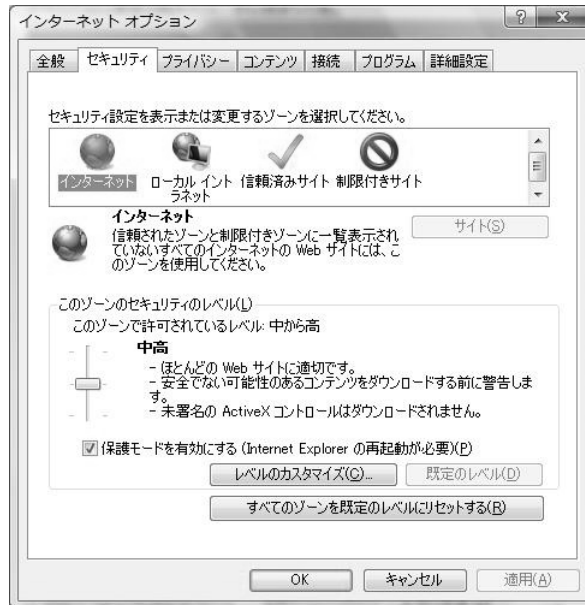 インターネット オプション
全般 セキュリティ プライバシー コンテンツ 接続 プログラム 詳細設定
セキュリティ設定を表示または変更するゾーンを選択してください。
インターネット ローカル イントラネット 信頼済みサイト 制限付きサイト
インターネット
サイト(S)
信頼されたゾーンと制限付きゾーンに一覧表示され
ていないすべてのインターネットの Web サイトには、こ
のゾーンを使用してください。
このゾーンのセキュリティのレベル(L)
このゾーンで許可されているレベル: 中から高
中高
- ほとんどの Web サイトに適切です。
- 安全でない可能性のあるコンテンツをダウンロードする前に警告しま
す。
- 未署名の ActiveX コントロールはダウンロードされません。
保護モードを有効にする (Internet Explorer の再起動が必要)(P)
レベルのカスタマイズ(C)... 既定のレベル(D)
すべてのゾーンを既定のレベルにリセットする(R)
OK キャンセル 適用(A)